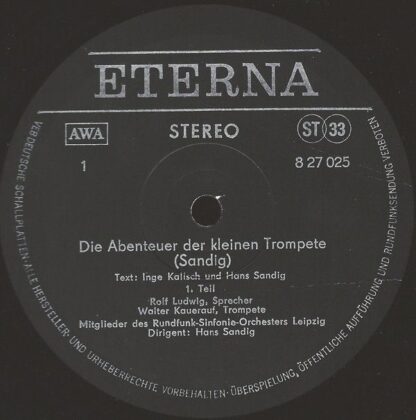 ETERNA
AWA
STEREO
ST 33
1
8 27 025
Die Abenteuer der kleinen Trompete
(Sandig)
Text: Inge Kalisch und Hans Sandig
1. Teil
Rolf Ludwig, Sprecher
Walter Kauerauf, Trompete
Mitglieder des Rundfunk-Sinfonie-Orchesters Leipzig
Dirigent: Hans Sandig
VEB DEUTSCHE SCHALLPLATTEN · ALLE HERSTELLER- UND URHEBERRECHTE VORBEHALTEN · ÜBERSPIELUNG, ÖFFENTLICHE AUFFÜHRUNG UND RUNDFUNKSENDUNG VERBOTEN